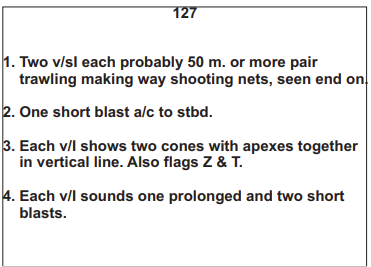 127
1. Two v/sl each probably 50 m. or more pair
trawling making way shooting nets, seen end on.
2. One short blast a/c to stbd.
3. Each v/l shows two cones with apexes together
in vertical line. Also flags Z & T.
4. Each v/l sounds one prolonged and two short
blasts.